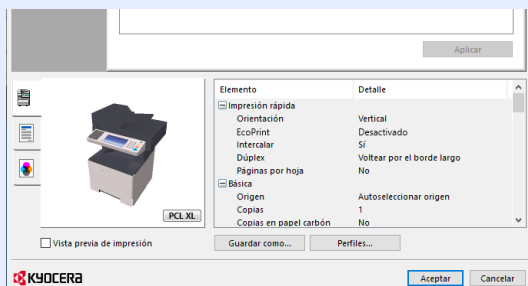 Aplicar
Elemento Detalle
Impresión rápida
Orientación Vertical
EcoPrint Desactivado
Intercalar Sí
Dúplex Voltear por el borde largo
Páginas por hoja No
Básica
Origen Autoseleccionar origen
Copias 1
Copias en papel carbón No
PCL XL
Vista previa de impresión Guardar como... Perfiles...
KYOCERA Aceptar Cancelar